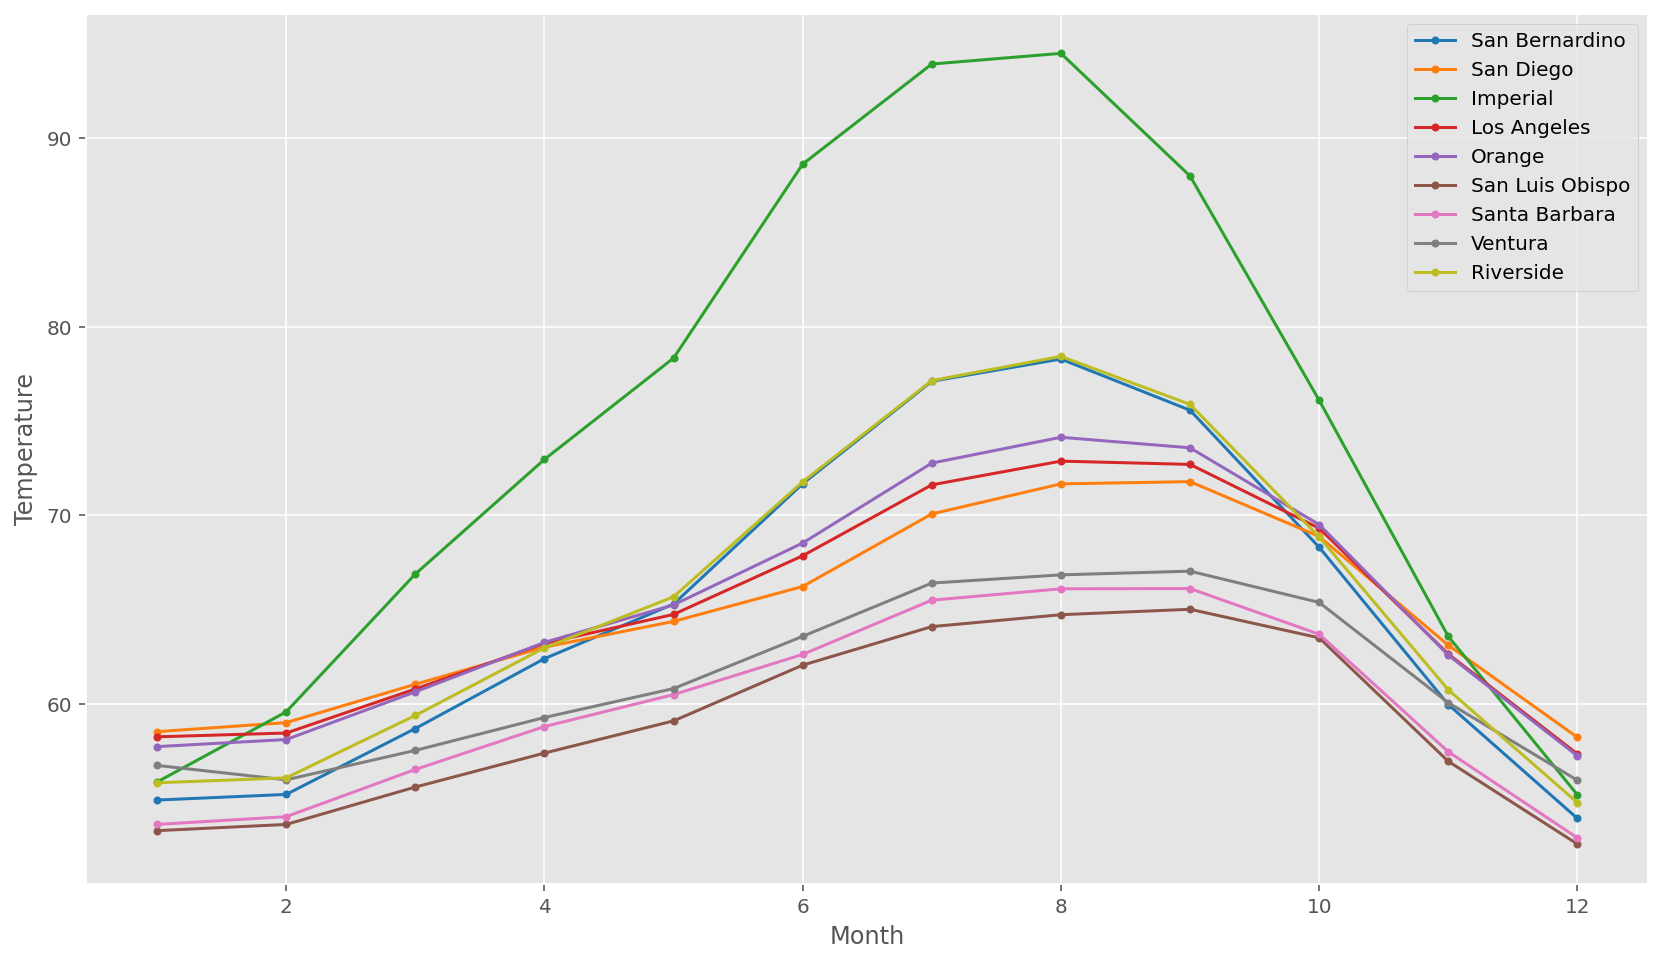 San Bernardino
San Diego
Imperial
Los Angeles
Orange
San Luis Obispo
Santa Barbara
Ventura
Riverside
90
80
70
60
Temperature
2 4 6 8 10 12
Month